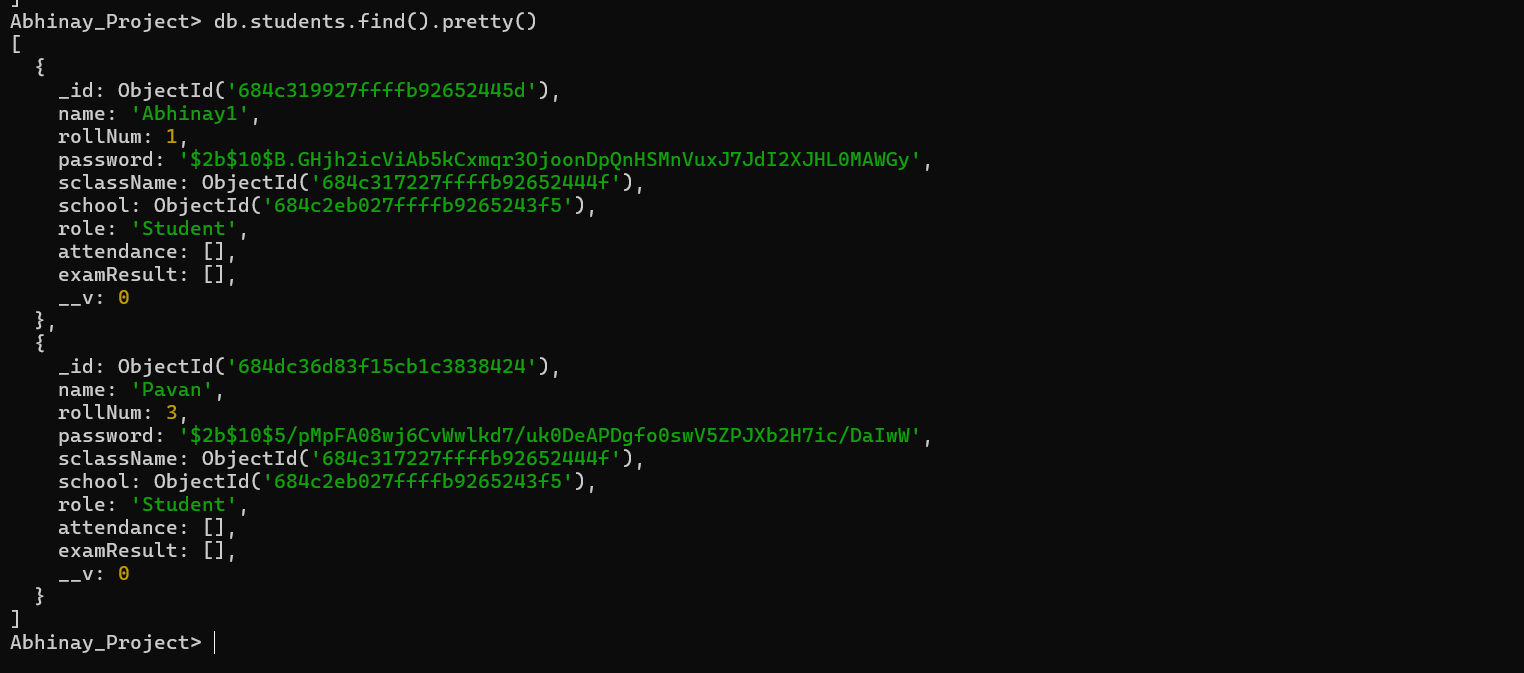 ]
Abhinay_Project> db.students.find().pretty()
[
  {
    _id: ObjectId('684c319927ffffb92652445d'),
    name: 'Abhinay1',
    rollNum: 1,
    password: '$2b$10$B.GHjh2icViAb5kCxmqr3OjoonDpQnHSMnVuxJ7JdI2XJHL0MAWGy',
    sclassName: ObjectId('684c317227ffffb92652444f'),
    school: ObjectId('684c2eb027ffffb9265243f5'),
    role: 'Student',
    attendance: [],
    examResult: [],
    __v: 0
  },
  {
    _id: ObjectId('684dc36d83f15cb1c3838424'),
    name: 'Pavan',
    rollNum: 3,
    password: '$2b$10$5/pMpFA08wj6CvWwlkd7/uk0DeAPDgfo0swV5ZPJXb2H7ic/DaIwW',
    sclassName: ObjectId('684c317227ffffb92652444f'),
    school: ObjectId('684c2eb027ffffb9265243f5'),
    role: 'Student',
    attendance: [],
    examResult: [],
    __v: 0
  }
]
Abhinay_Project>